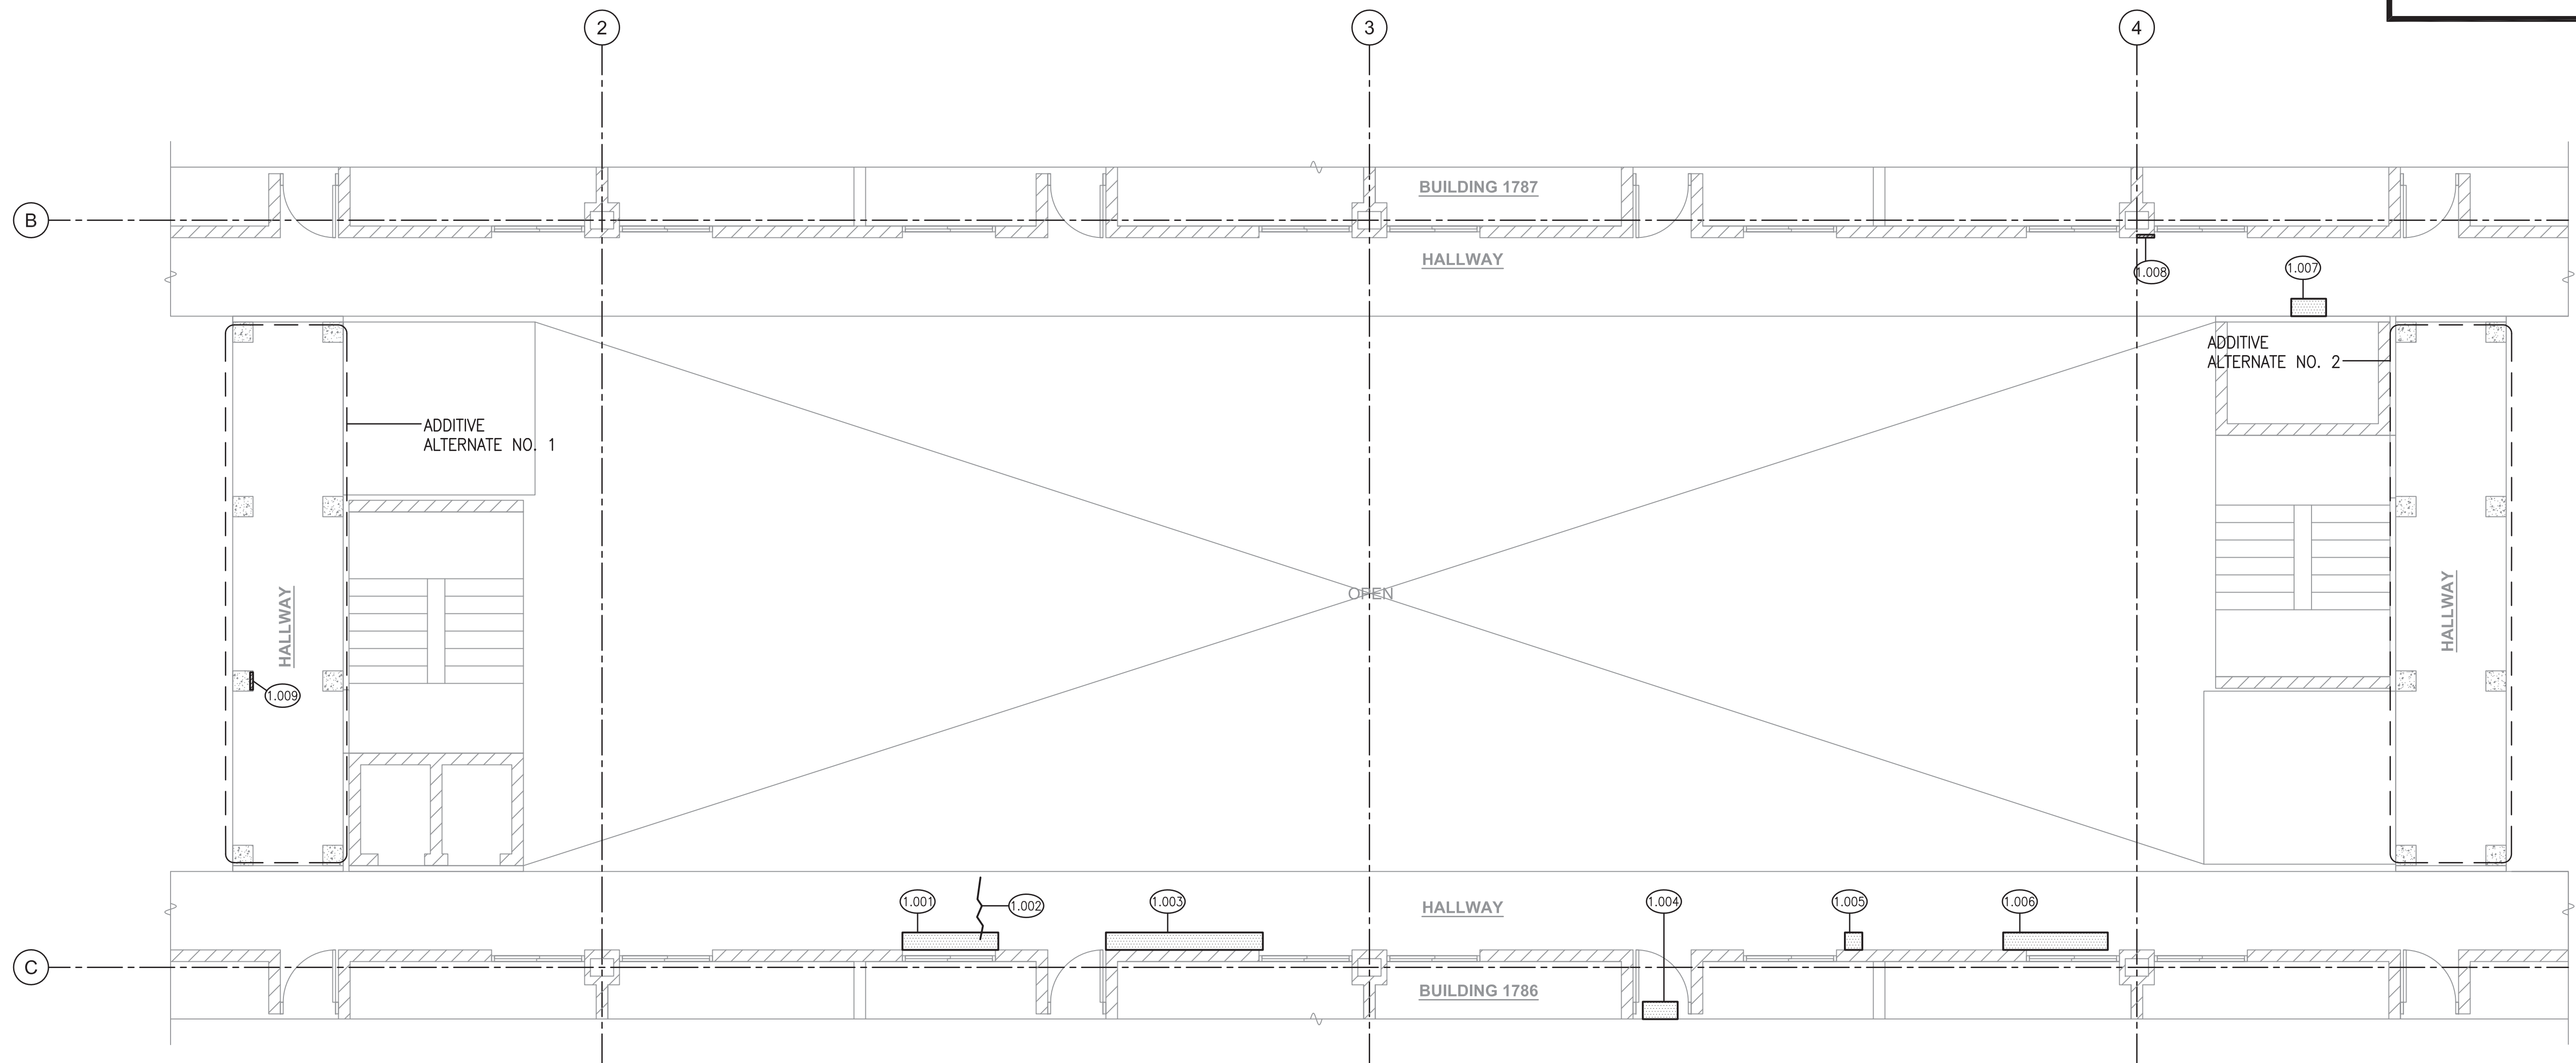 2
3
4
BUILDING 1787
B
HALLWAY
1.008
1.007
ADDITIVE
ALTERNATE NO. 2
ADDITIVE
ALTERNATE NO. 1
OPEN
HALLWAY
HALLWAY
1.009
1.001
1.002
1.003
HALLWAY
1.004
1.005
1.006
C
BUILDING 1786